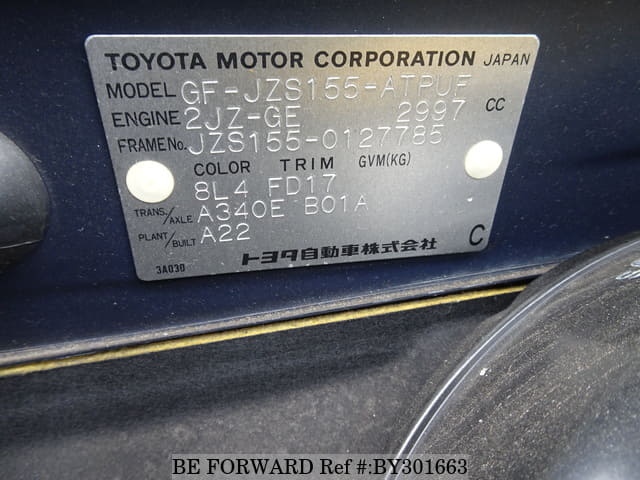 TOYOTA MOTOR CORPORATION JAPAN
MODEL GF-JZS155-ATPUF
ENGINE 2JZ-GE 2997 CC
FRAME No. JZS155-0127785
COLOR TRIM GVM(KG)
8L4 FD17
TRANS./AXLE A340E B01A
PLANT/BUILT A22
トヨタ自動車株式会社 C
3A030
BE FORWARD Ref #:BY301663